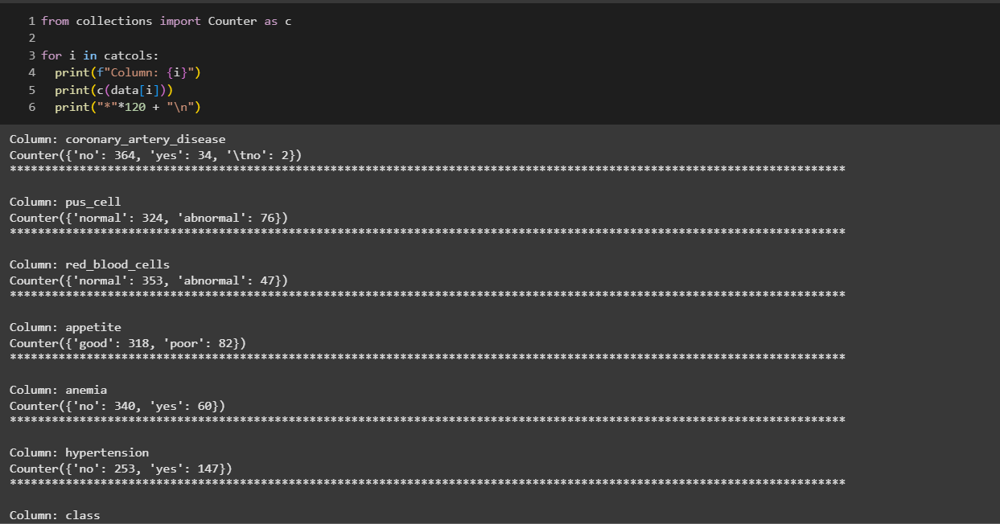 1 from collections import Counter as c
2
3 for i in catcols:
4   print(f"Column: {i}")
5   print(c(data[i]))
6   print("*"*120 + "\n")
Column: coronary_artery_disease
Counter({'no': 364, 'yes': 34, '\tno': 2})
************************************************************************************************************************
Column: pus_cell
Counter({'normal': 324, 'abnormal': 76})
************************************************************************************************************************
Column: red_blood_cells
Counter({'normal': 353, 'abnormal': 47})
************************************************************************************************************************
Column: appetite
Counter({'good': 318, 'poor': 82})
************************************************************************************************************************
Column: anemia
Counter({'no': 340, 'yes': 60})
************************************************************************************************************************
Column: hypertension
Counter({'no': 253, 'yes': 147})
************************************************************************************************************************
Column: class